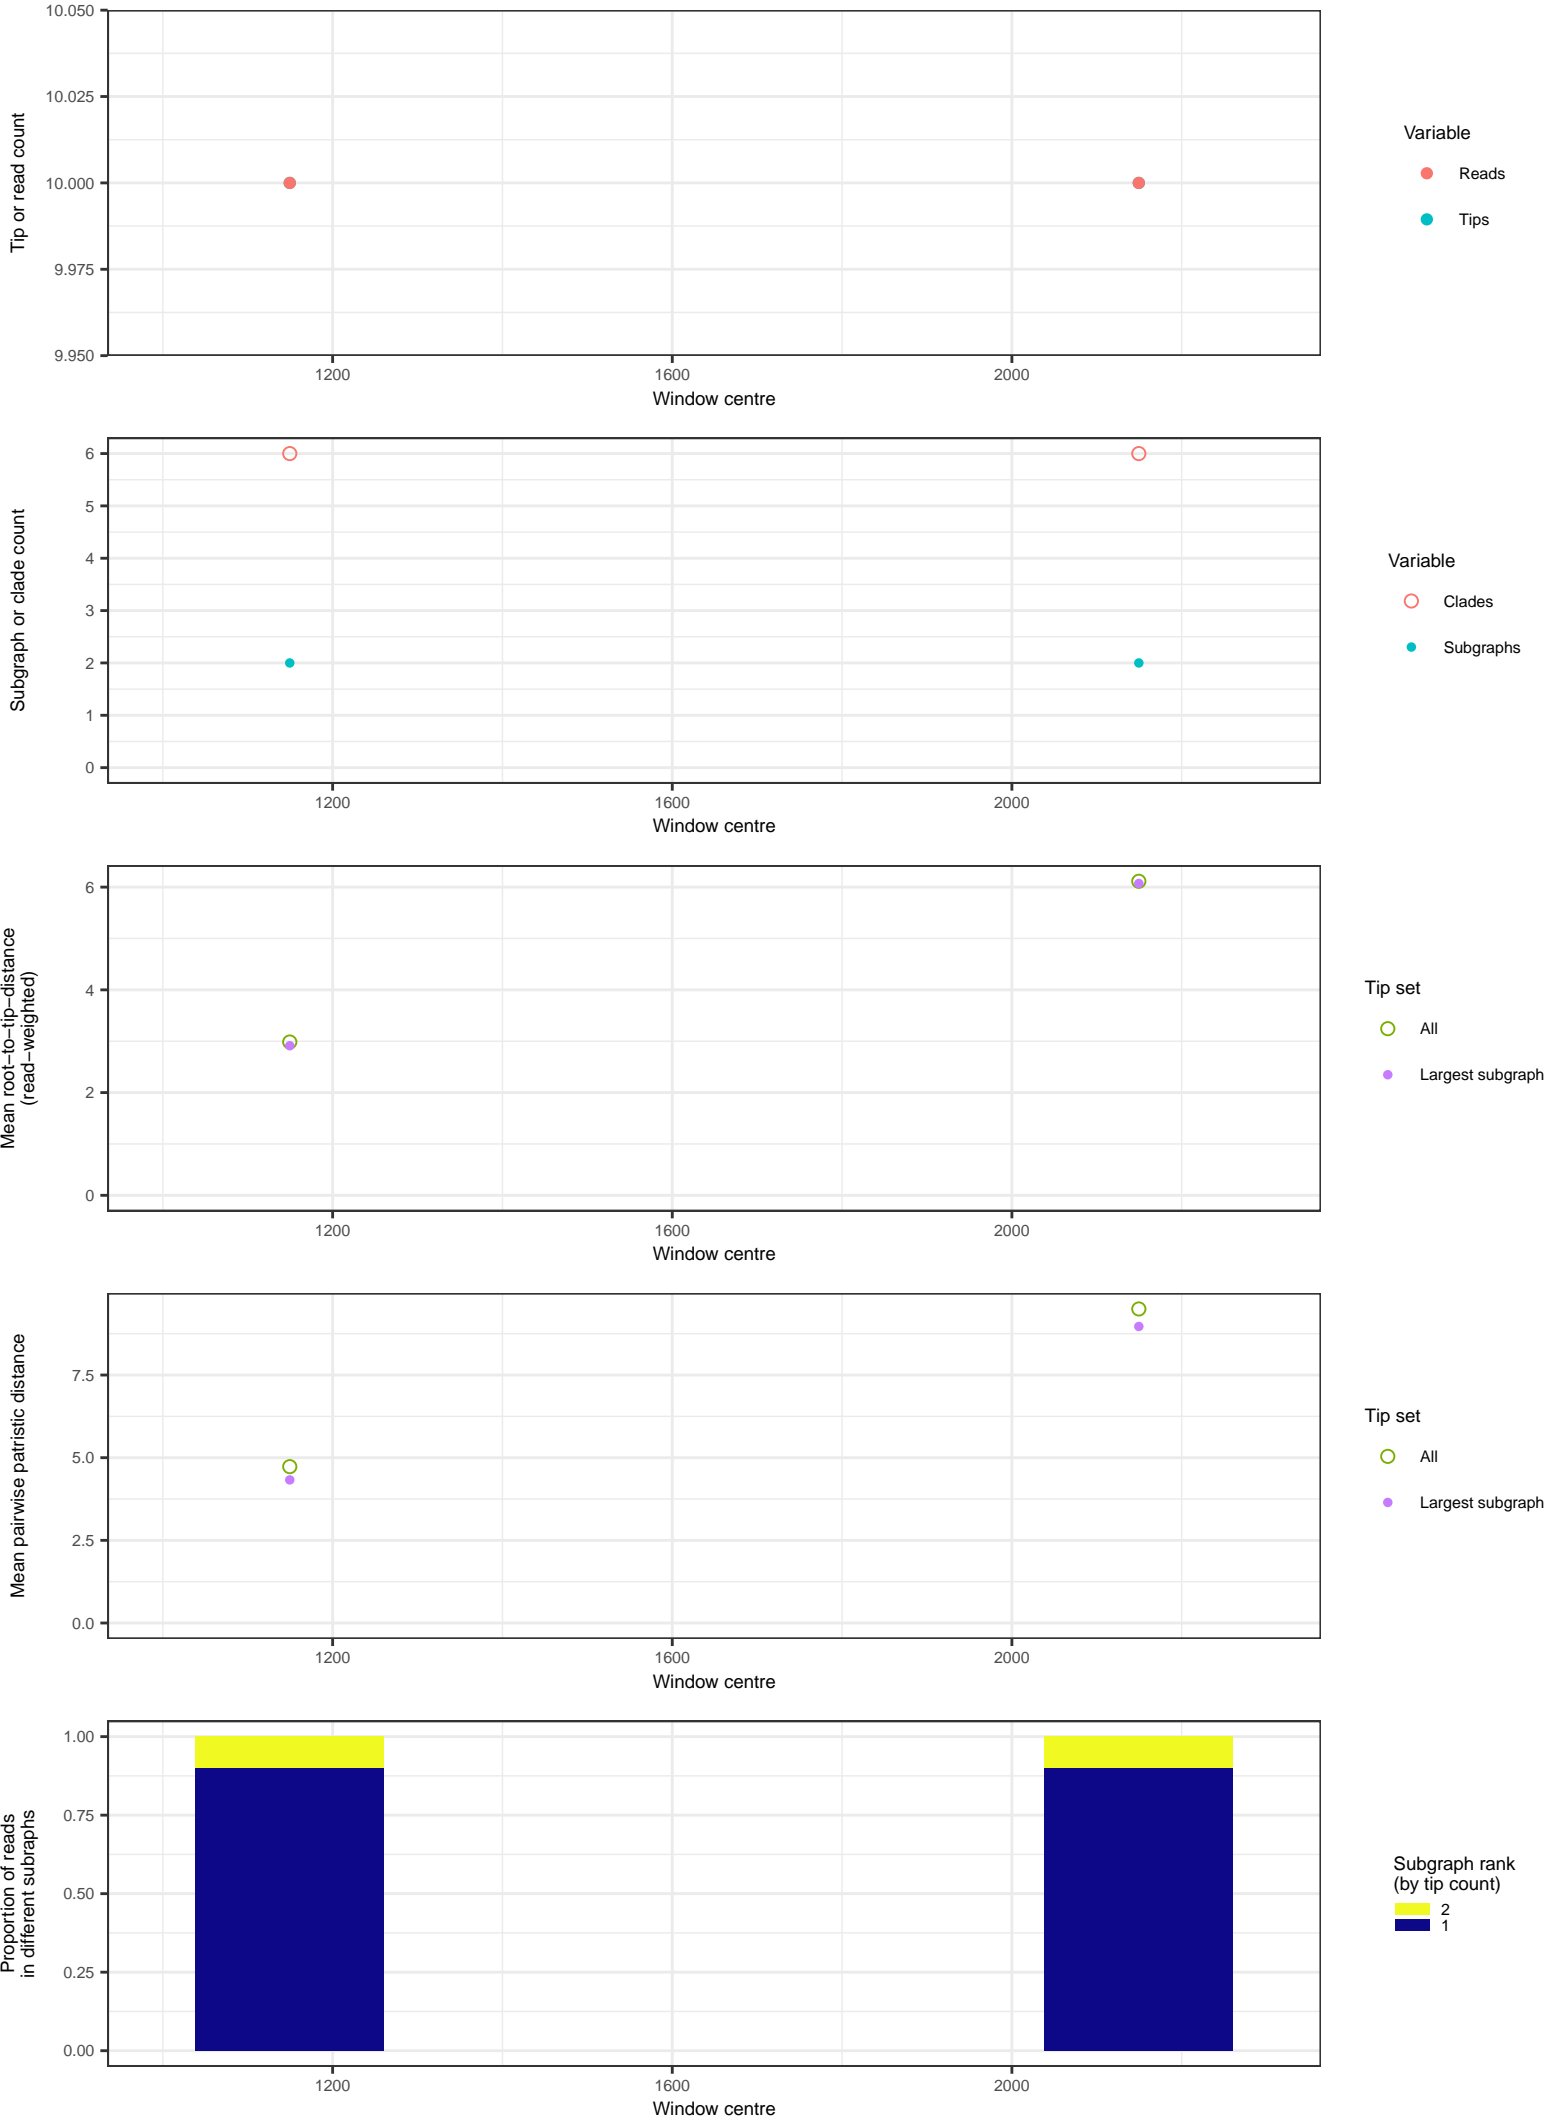 10.050
10.025
10.000
9.975
9.950
Tip or read count
1200
1600
2000
Window centre
Variable
Reads
Tips
6
5
4
3
2
1
0
Subgraph or clade count
1200
1600
2000
Window centre
Variable
Clades
Subgraphs
6
4
2
0
Mean root−to−tip−distance
(read−weighted)
1200
1600
2000
Window centre
Tip set
All
Largest subgraph
7.5
5.0
2.5
0.0
Mean pairwise patristic distance
1200
1600
2000
Window centre
Tip set
All
Largest subgraph
1.00
0.75
0.50
0.25
0.00
Proportion of reads
in different subraphs
1200
1600
2000
Window centre
Subgraph rank
(by tip count)
2
1